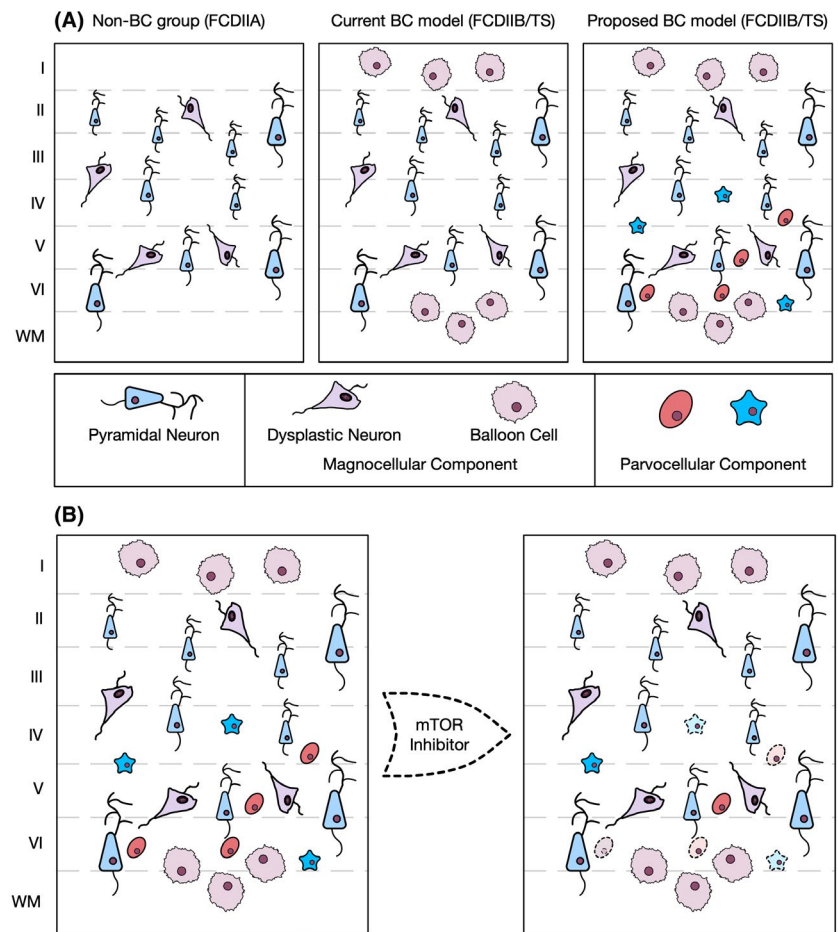 (A)
Non-BC group (FCDIIA)
Current BC model (FCDIIB/TS)
Proposed BC model (FCDIIB/TS)
I
II
III
IV
V
VI
WM
Pyramidal Neuron
Dysplastic Neuron
Balloon Cell
Magnocellular Component
Parvocellular Component
(B)
I
II
III
IV
V
VI
WM
mTOR
Inhibitor